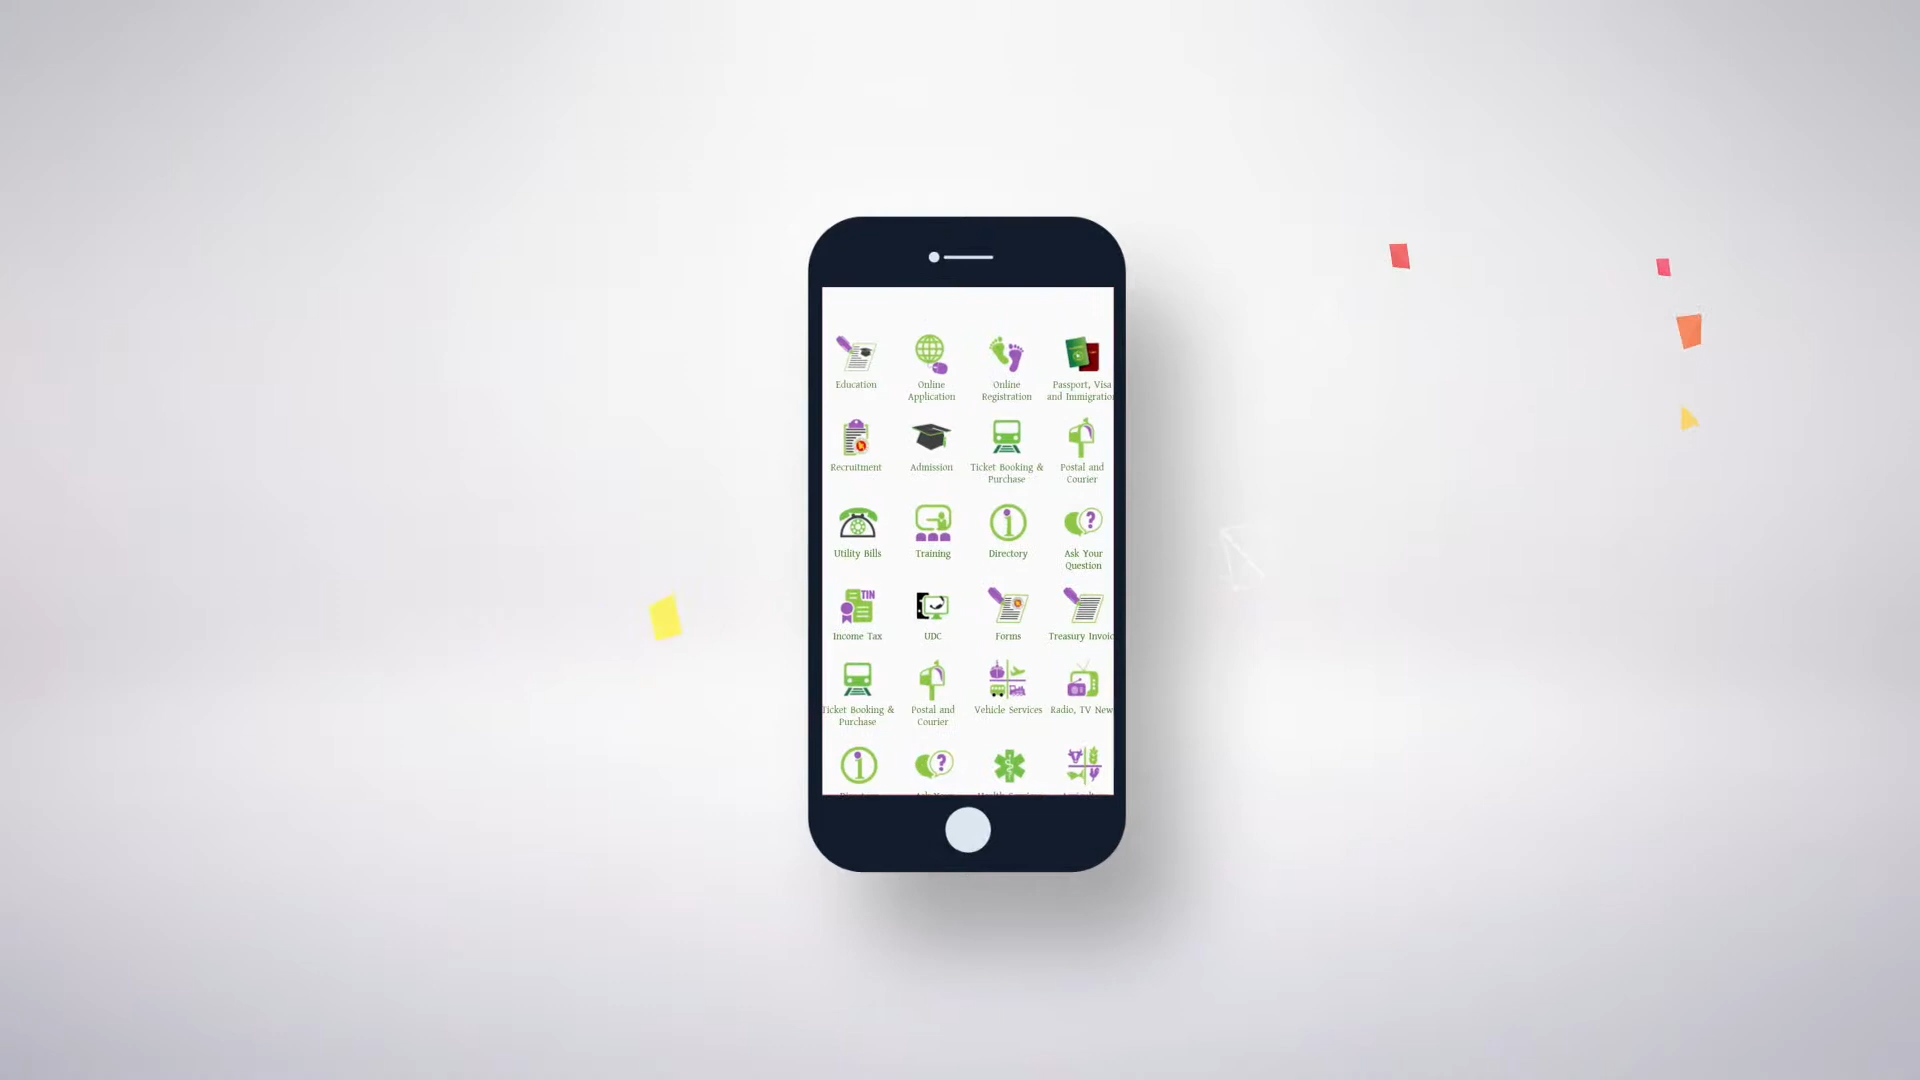 Education
Online
Application
Online
Registration
Passport, Visa
and Immigration
Recruitment
Admission
Ticket Booking &
Purchase
Postal and
Courier
Utility Bills
Training
Directory
Ask Your
Question
TIN
Income Tax
UDC
Forms
Treasury Invoic
Ticket Booking &
Purchase
Postal and
Courier
Vehicle Services
Radio, TV New